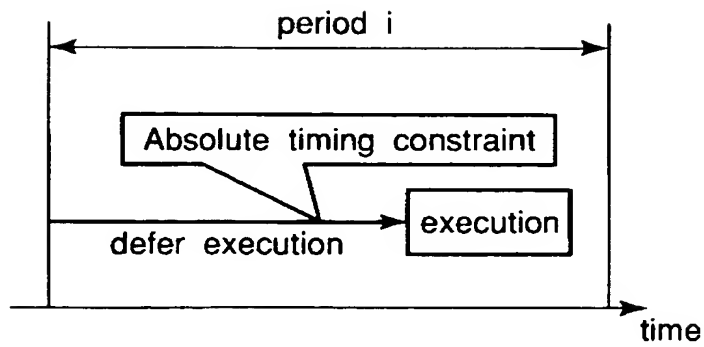 period i
Absolute timing constraint
execution
defer execution
time